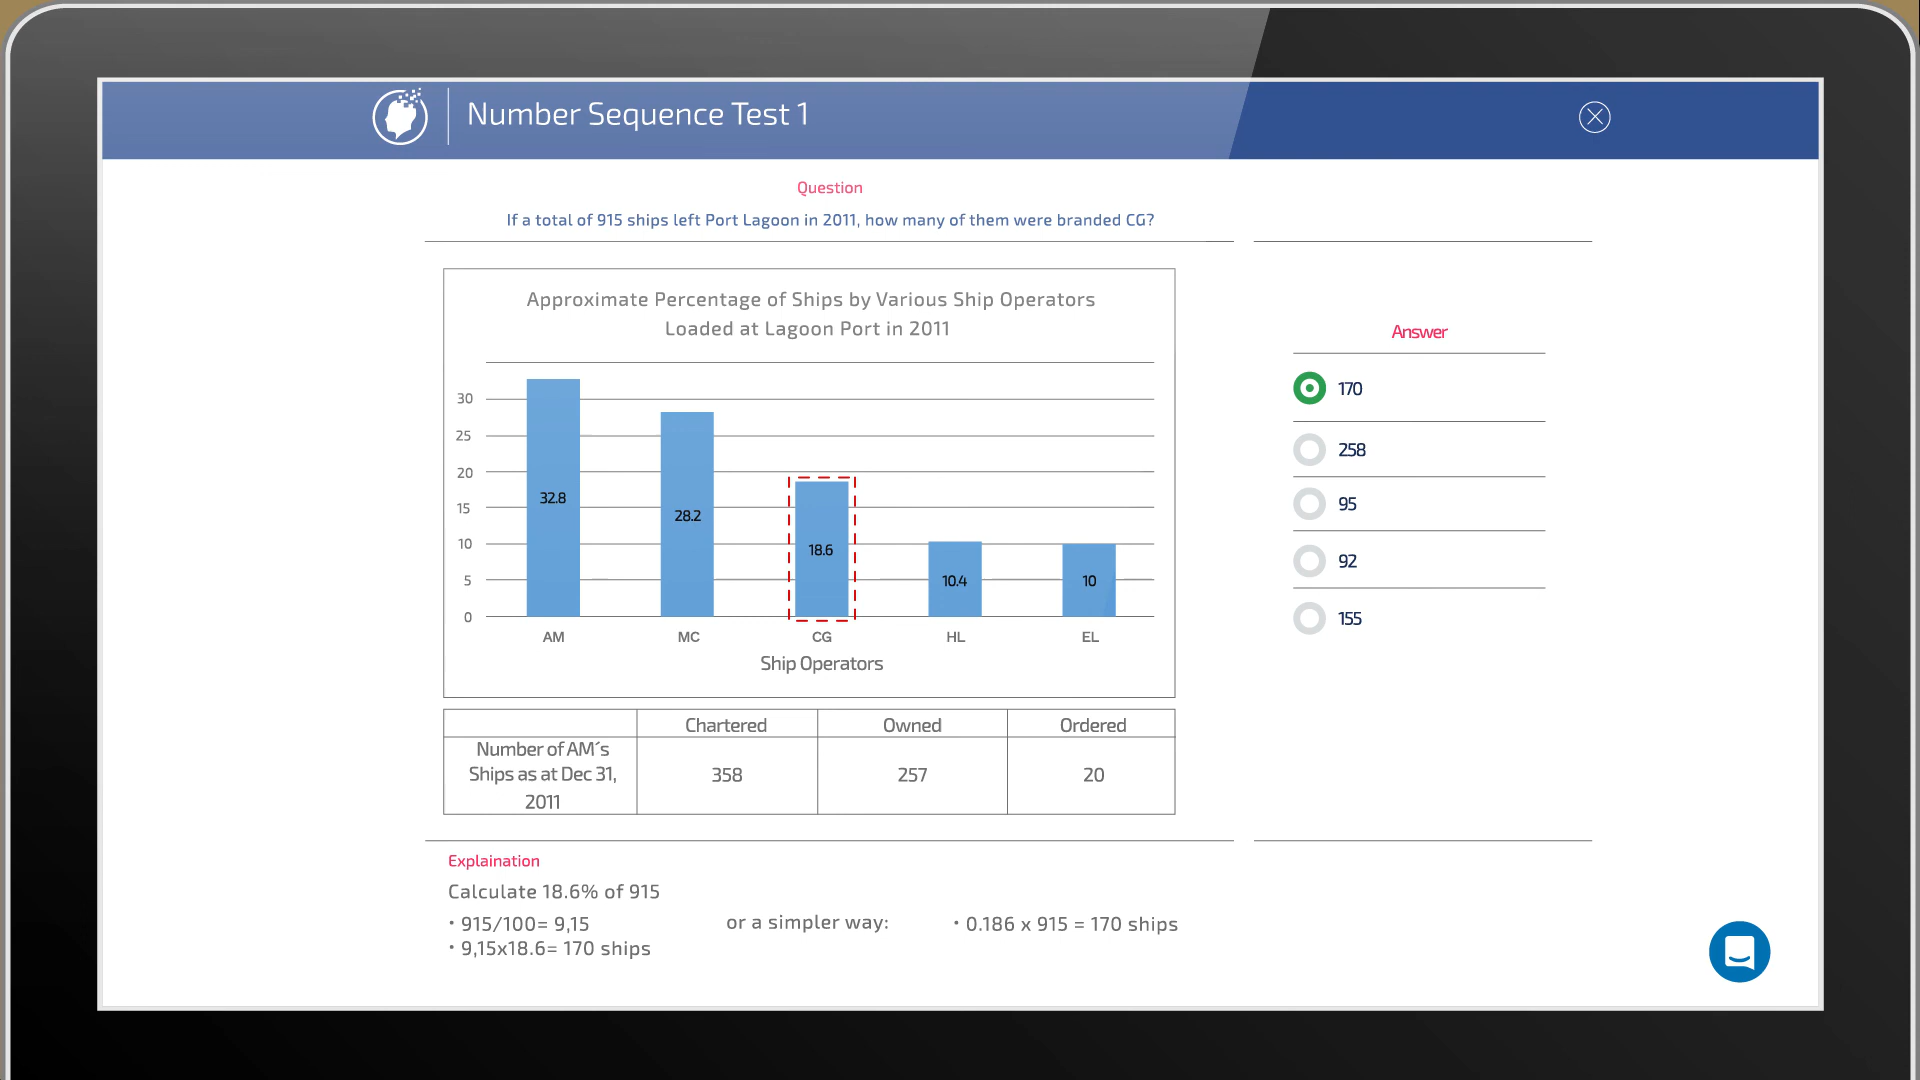 Number Sequence Test 1
Question
If a total of 915 ships left Port Lagoon in 2011, how many of them were branded CG?
Approximate Percentage of Ships by Various Ship Operators
Loaded at Lagoon Port in 2011
30
25
20
15
10
5
0
32.8
28.2
18.6
10.4
10
AM
MC
CG
HL
EL
Ship Operators
Answer
170
258
95
92
155
Chartered
Owned
Ordered
Number of AM´s
Ships as at Dec 31,
2011
358
257
20
Explaination
Calculate 18.6% of 915
• 915/100= 9,15
• 9,15x18.6= 170 ships
or a simpler way:
• 0.186 x 915 = 170 ships